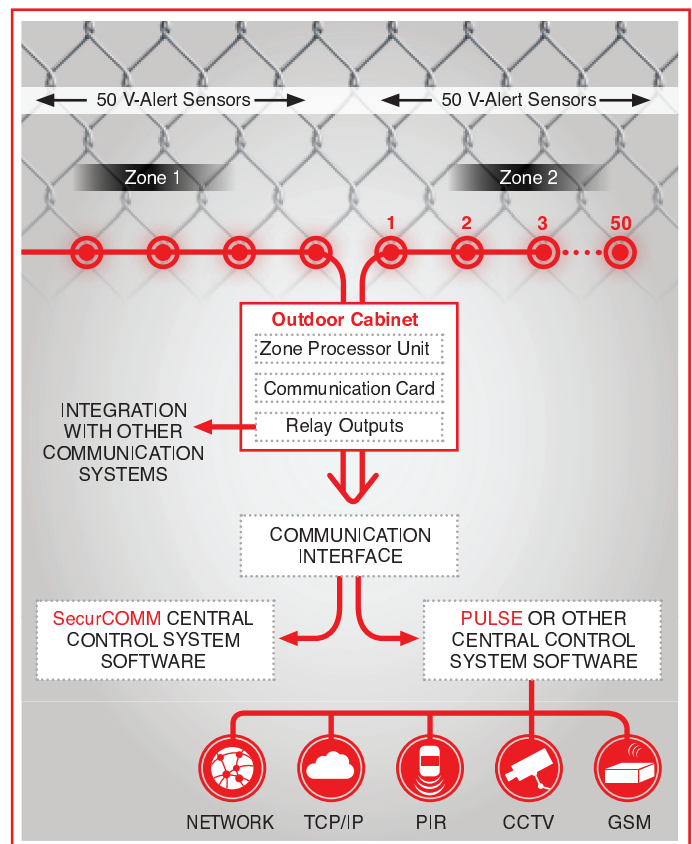 50 V-Alert Sensors
50 V-Alert Sensors
Zone 1
Zone 2
1
2
3
50
Outdoor Cabinet
Zone Processor Unit
Communication Card
Relay Outputs
INTEGRATION
WITH OTHER
COMMUNICATION
SYSTEMS
COMMUNICATION
INTERFACE
SecurCOMM CENTRAL
CONTROL SYSTEM
SOFTWARE
PULSE OR OTHER
CENTRAL CONTROL
SYSTEM SOFTWARE
NETWORK
TCP/IP
PIR
CCTV
GSM